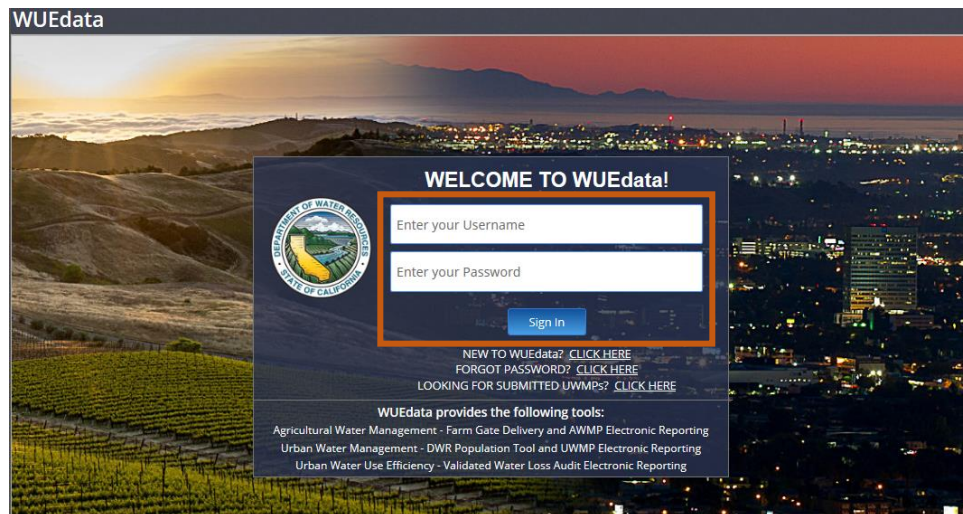 WUEdata
WELCOME TO WUEdata!
DEPARTMENT OF WATER RESOURCES
STATE OF CALIFORNIA
Enter your Username
Enter your Password
Sign In
NEW TO WUEdata? CLICK HERE
FORGOT PASSWORD? CLICK HERE
LOOKING FOR SUBMITTED UWMPs? CLICK HERE
WUEdata provides the following tools:
Agricultural Water Management - Farm Gate Delivery and AWMP Electronic Reporting
Urban Water Management - DWR Population Tool and UWMP Electronic Reporting
Urban Water Use Efficiency - Validated Water Loss Audit Electronic Reporting